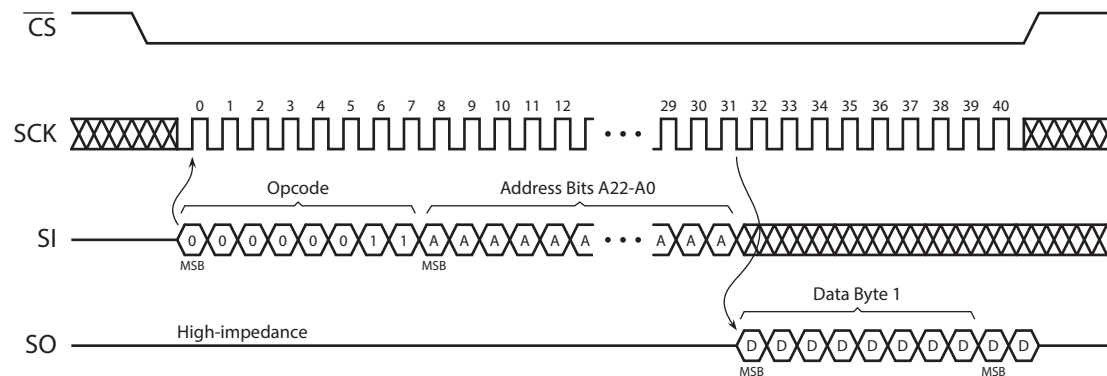 CS
0 1 2 3 4 5 6 7 8 9 10 11 12 29 30 31 32 33 34 35 36 37 38 39 40
SCK
Opcode Address Bits A22-A0
SI 0 0 0 0 0 0 1 1 A A A A A A A A A
MSB MSB
Data Byte 1
High-impedance
SO D D D D D D D D D D
MSB MSB